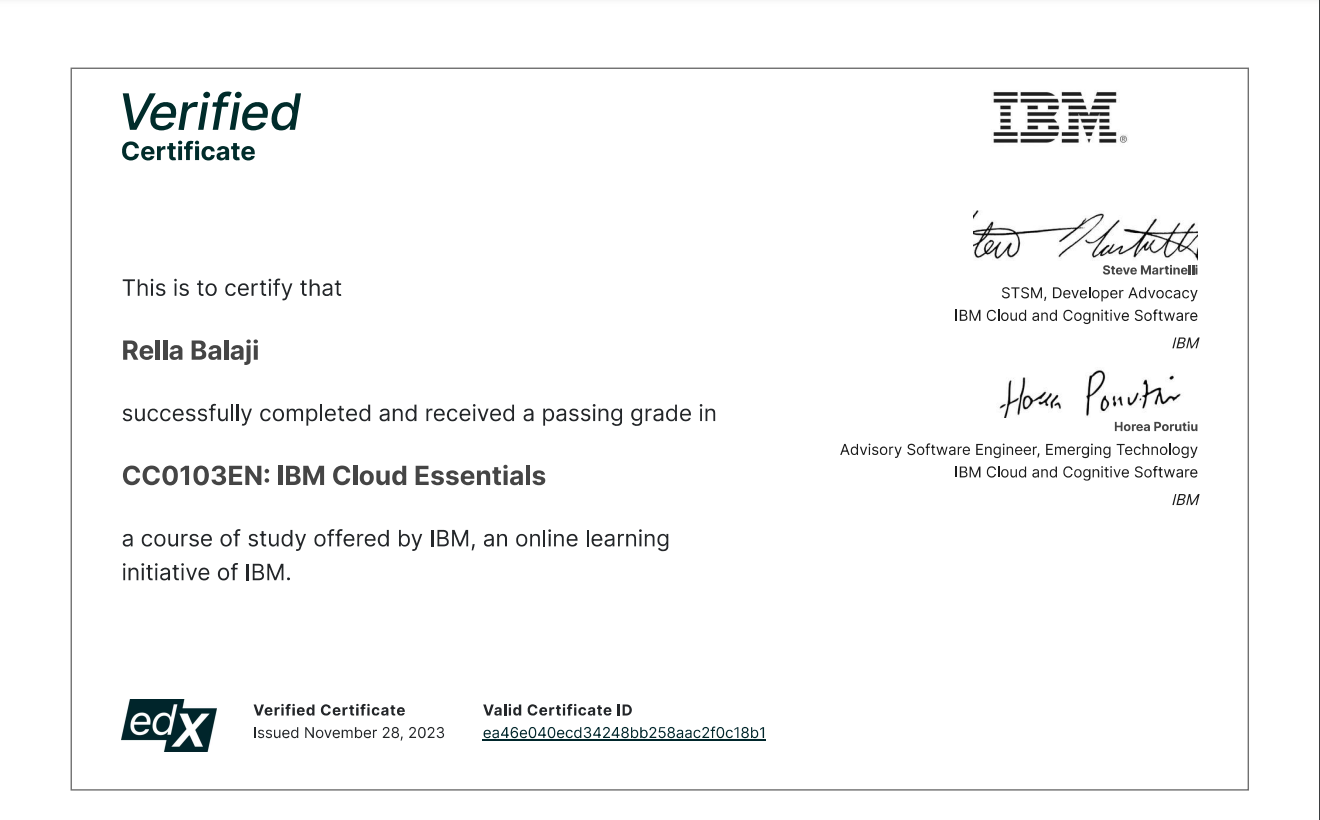 Verified
Certificate
IBM®
This is to certify that
Rella Balaji
successfully completed and received a passing grade in
CC0103EN: IBM Cloud Essentials
a course of study offered by IBM, an online learning
initiative of IBM.
Steve Martinelli
STSM, Developer Advocacy
IBM Cloud and Cognitive Software
IBM
Horea Porutiu
Horea Porutiu
Advisory Software Engineer, Emerging Technology
IBM Cloud and Cognitive Software
IBM
edX
Verified Certificate
Issued November 28, 2023
Valid Certificate ID
ea46e040ecd34248bb258aac2f0c18b1